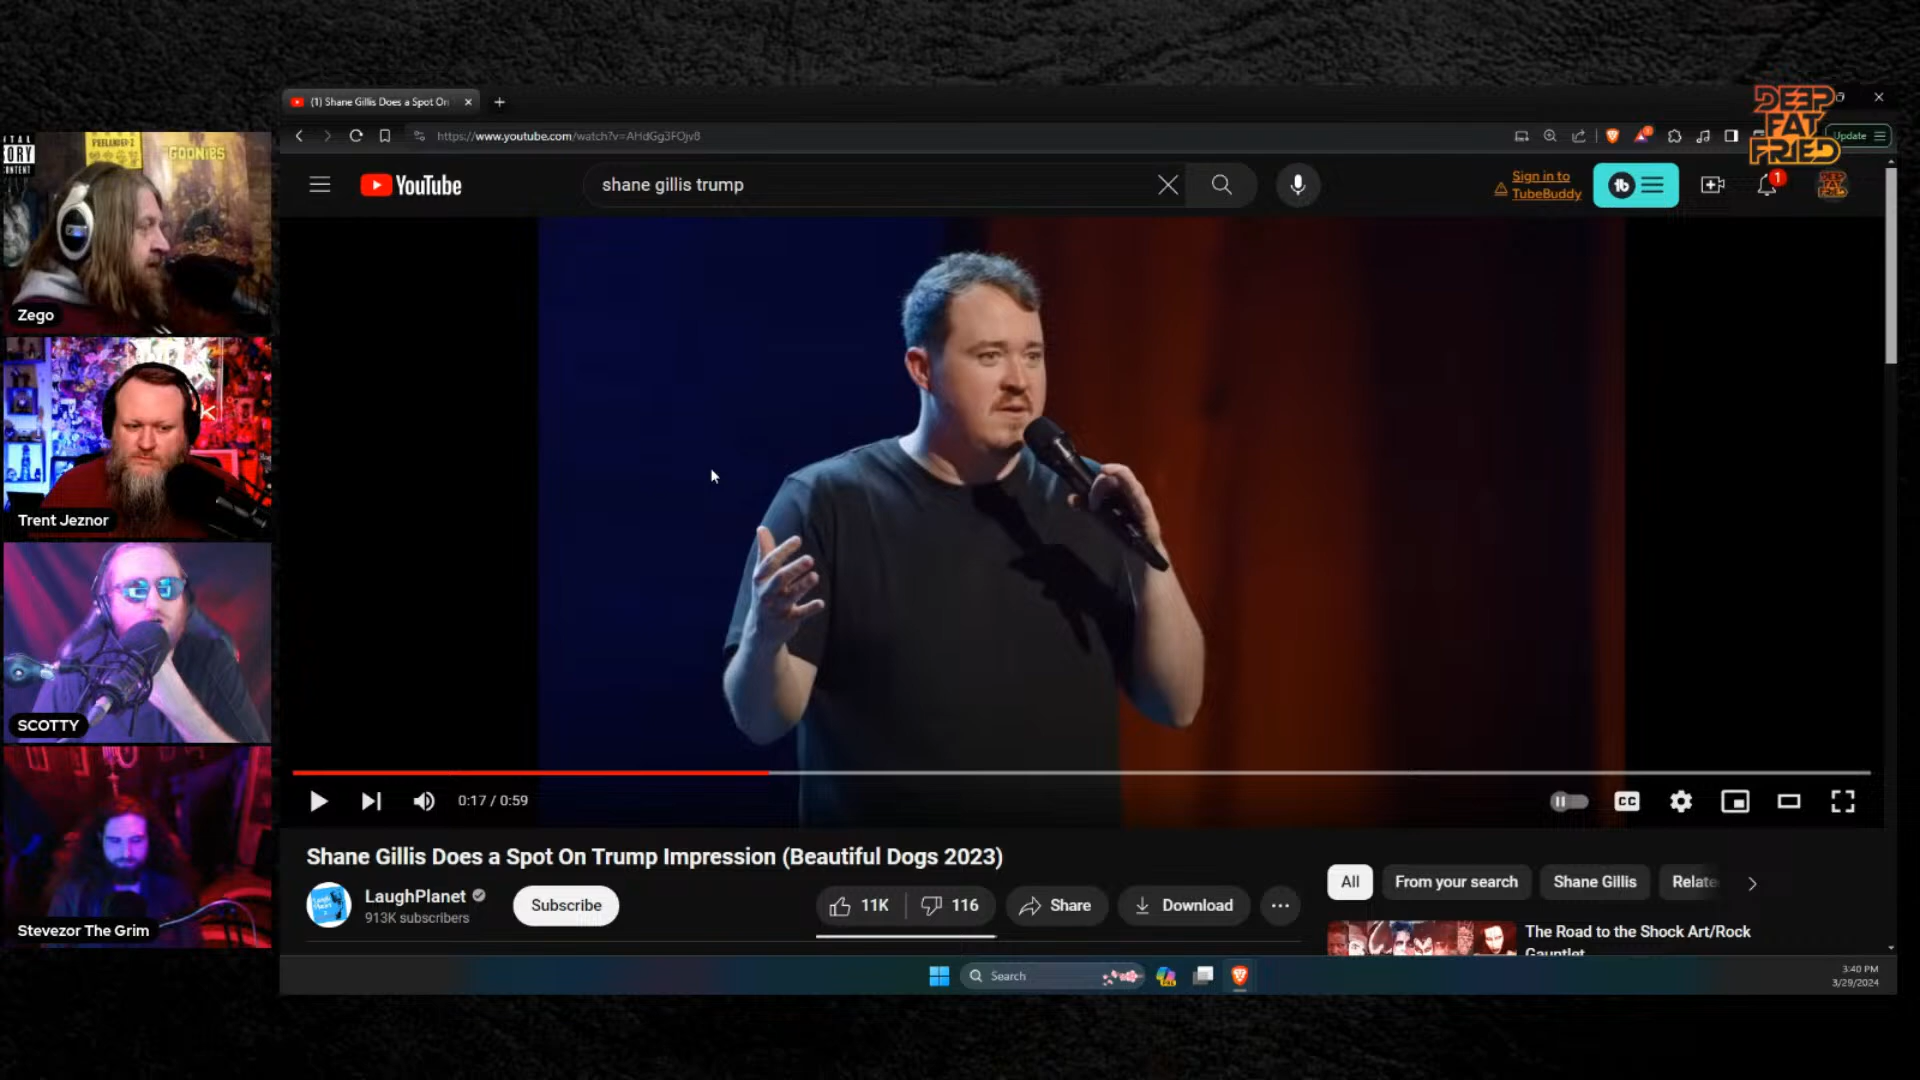 DEEP
FAT
FRIED
(1) Shane Gillis Does a Spot On
https://www.youtube.com/watch?v=AHdGg3FOjv8
Update
YouTube
shane gillis trump
Sign in to
TubeBuddy
1
GOONIES
Zego
Trent Jeznor
SCOTTY
Stevezor The Grim
0:17 / 0:59
CC
Shane Gillis Does a Spot On Trump Impression (Beautiful Dogs 2023)
LaughPlanet
913K subscribers
Subscribe
11K
116
Share
Download
All
From your search
Shane Gillis
Relate
The Road to the Shock Art/Rock
Gauntlet
Search
3:40 PM
3/29/2024